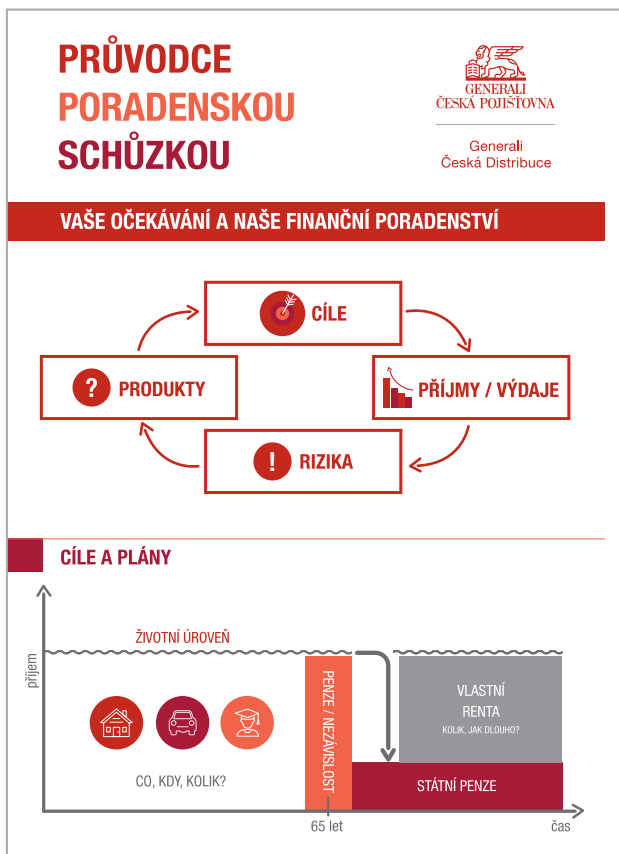 PRŮVODCE
PORADENSKOU
SCHŮZKOU
GENERALI
ČESKÁ POJIŠŤOVNA
Generali
Česká Distribuce
VAŠE OČEKÁVÁNÍ A NAŠE FINANČNÍ PORADENSTVÍ
CÍLE
? PRODUKTY
PŘÍJMY / VÝDAJE
! RIZIKA
CÍLE A PLÁNY
příjem
ŽIVOTNÍ ÚROVEŇ
CO, KDY, KOLIK?
PENZE / NEZÁVISLOST
VLASTNÍ
RENTA
KOLIK, JAK DLOUHO?
STÁTNÍ PENZE
65 let
čas